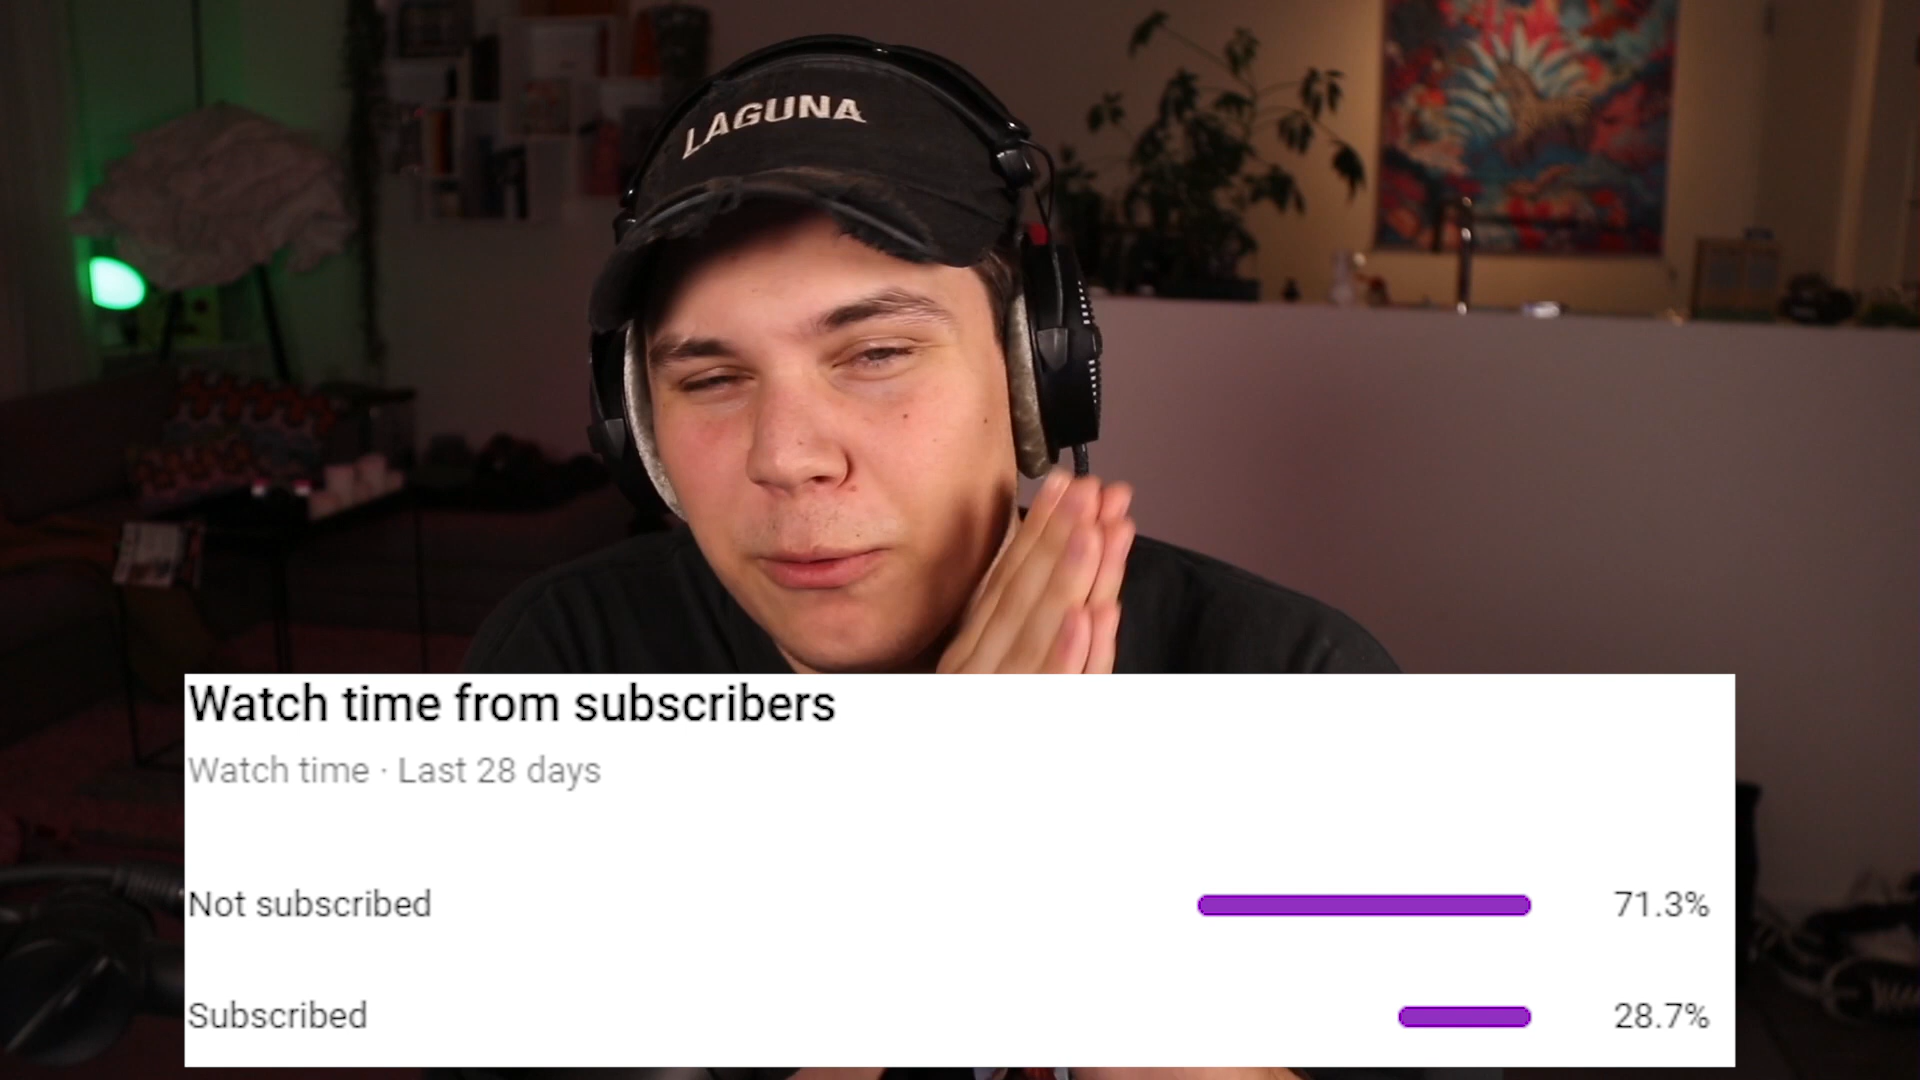 LAGUNA
Watch time from subscribers
Watch time · Last 28 days
Not subscribed 71.3%
Subscribed 28.7%